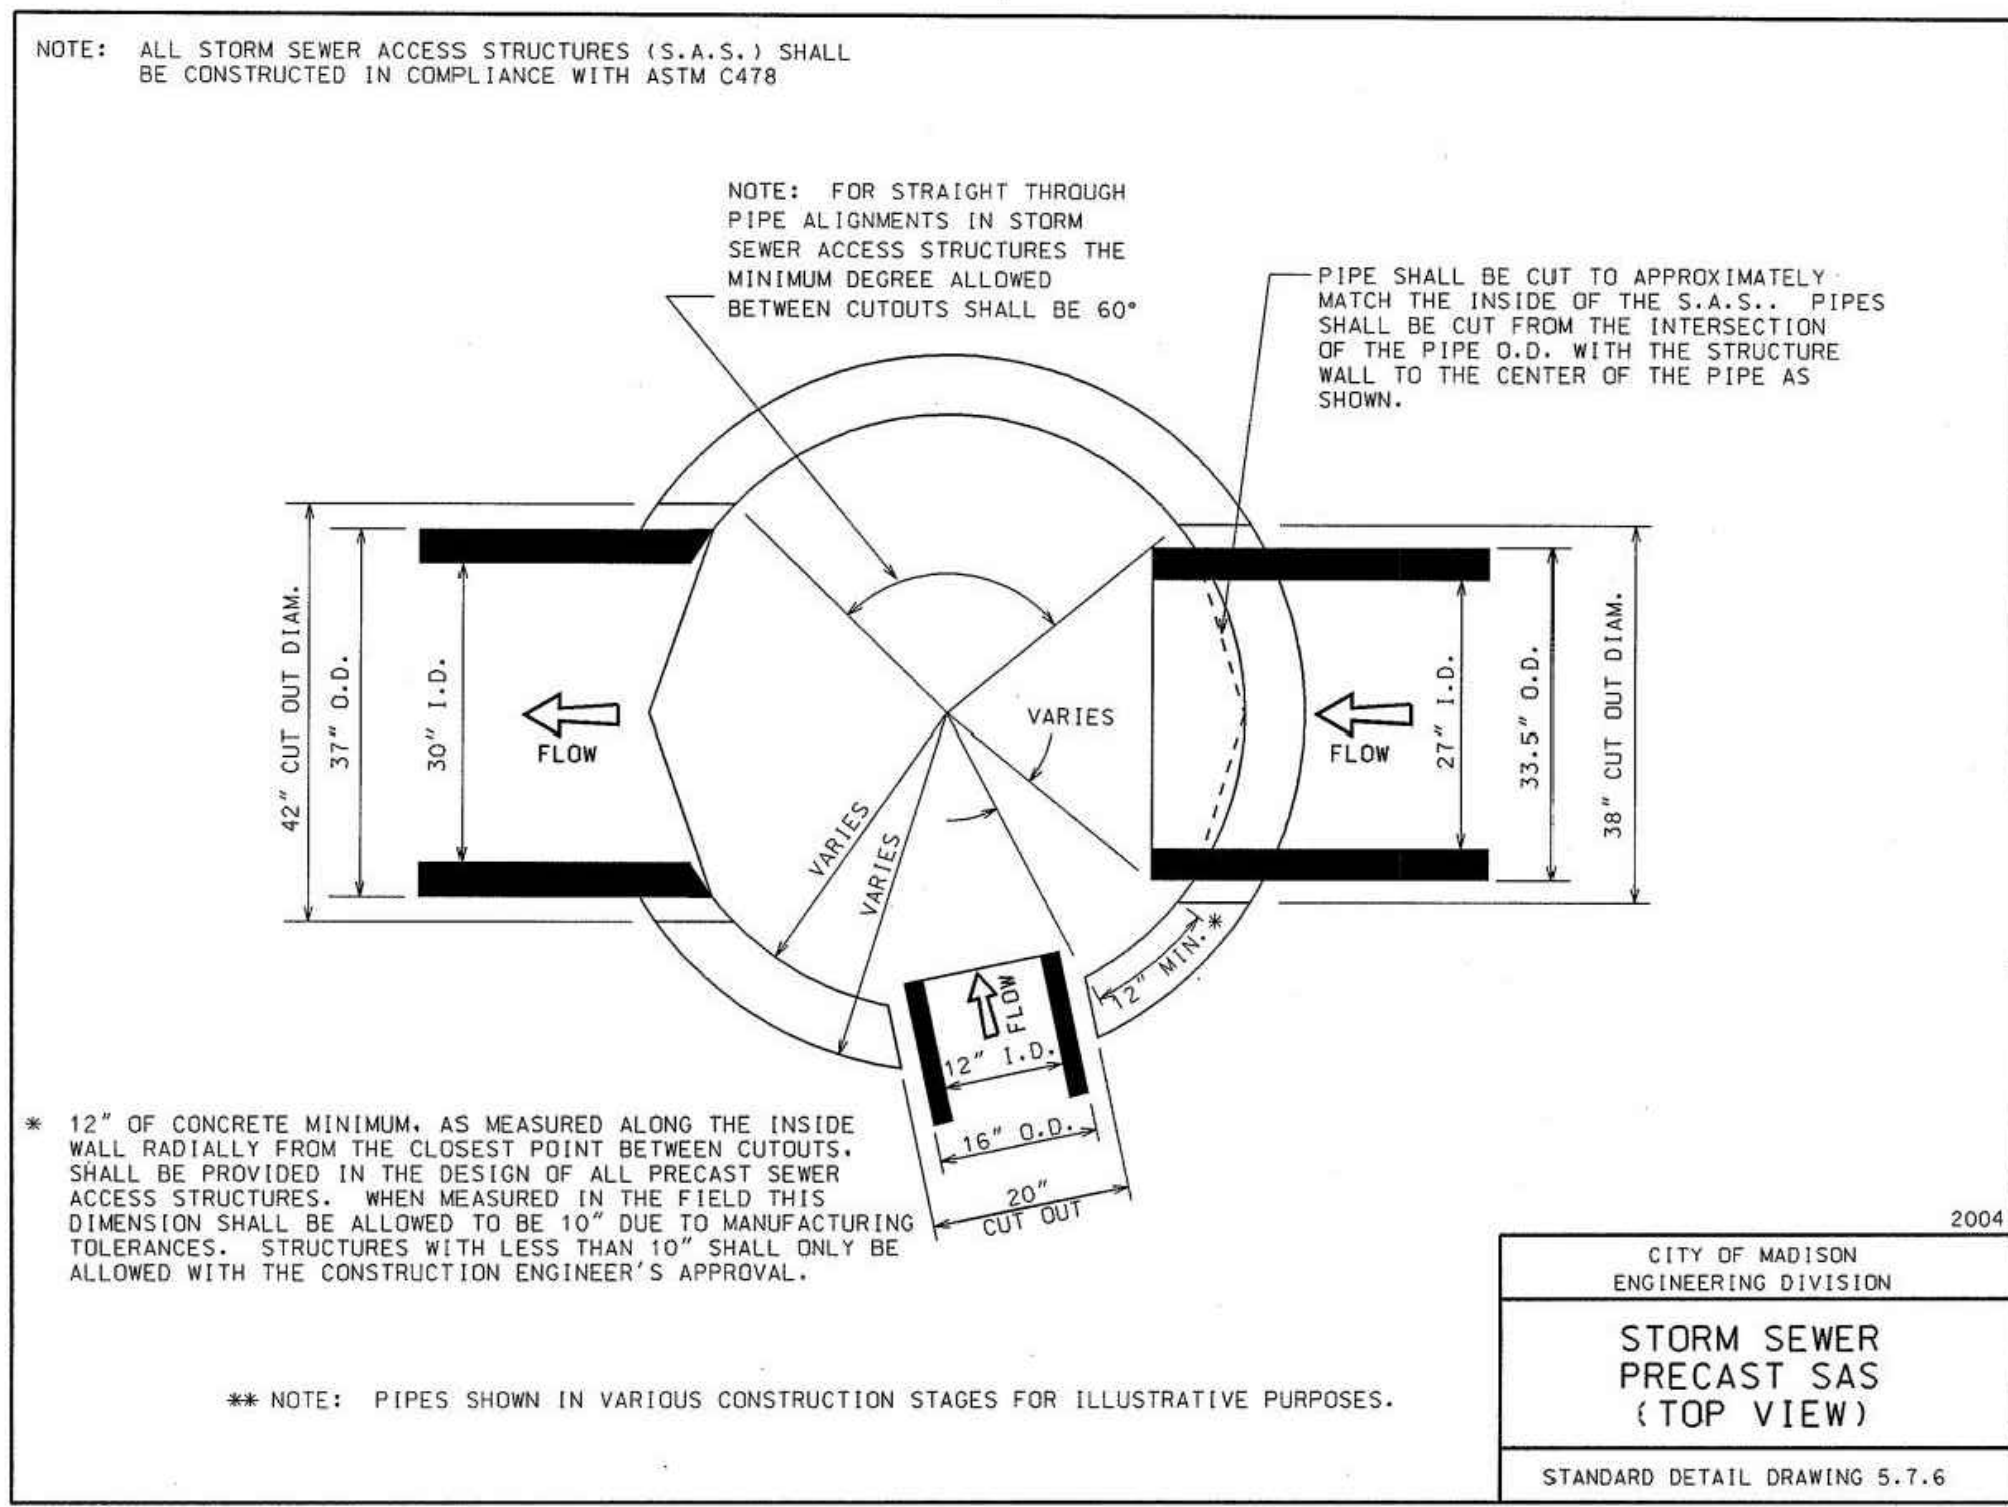 NOTE: ALL STORM SEWER ACCESS STRUCTURES (S.A.S.) SHALL
BE CONSTRUCTED IN COMPLIANCE WITH ASTM C478
NOTE: FOR STRAIGHT THROUGH
PIPE ALIGNMENTS IN STORM
SEWER ACCESS STRUCTURES THE
MINIMUM DEGREE ALLOWED
BETWEEN CUTOUTS SHALL BE 60°
PIPE SHALL BE CUT TO APPROXIMATELY
MATCH THE INSIDE OF THE S.A.S.. PIPES
SHALL BE CUT FROM THE INTERSECTION
OF THE PIPE O.D. WITH THE STRUCTURE
WALL TO THE CENTER OF THE PIPE AS
SHOWN.
42" CUT OUT DIAM.
37" O.D.
30" I.D.
FLOW
VARIES
VARIES
VARIES
FLOW
27" I.D.
33.5" O.D.
38" CUT OUT DIAM.
12" MIN.*
FLOW
12" I.D.
16" O.D.
20"
CUT OUT
* 12" OF CONCRETE MINIMUM, AS MEASURED ALONG THE INSIDE
WALL RADIALLY FROM THE CLOSEST POINT BETWEEN CUTOUTS,
SHALL BE PROVIDED IN THE DESIGN OF ALL PRECAST SEWER
ACCESS STRUCTURES. WHEN MEASURED IN THE FIELD THIS
DIMENSION SHALL BE ALLOWED TO BE 10" DUE TO MANUFACTURING
TOLERANCES. STRUCTURES WITH LESS THAN 10" SHALL ONLY BE
ALLOWED WITH THE CONSTRUCTION ENGINEER'S APPROVAL.
** NOTE: PIPES SHOWN IN VARIOUS CONSTRUCTION STAGES FOR ILLUSTRATIVE PURPOSES.
2004
CITY OF MADISON
ENGINEERING DIVISION
STORM SEWER
PRECAST SAS
(TOP VIEW)
STANDARD DETAIL DRAWING 5.7.6